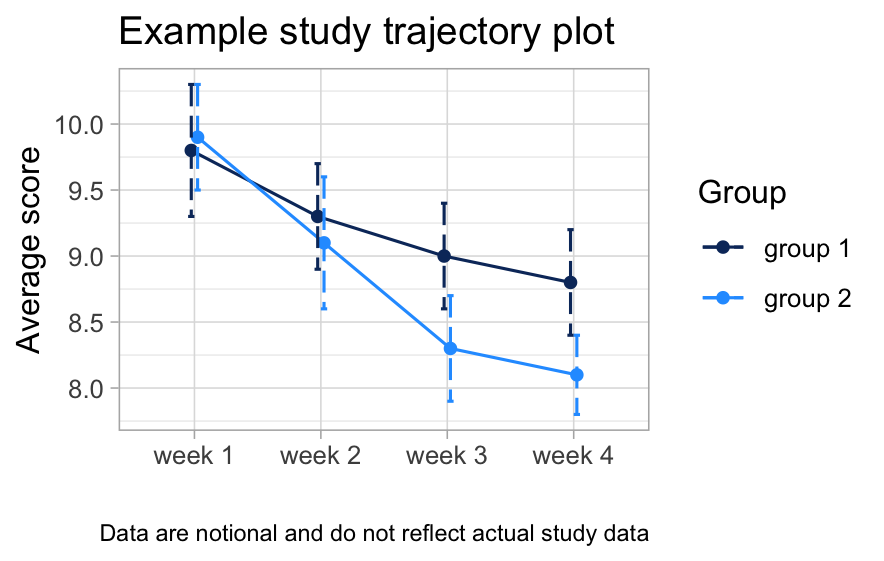 Example study trajectory plot
Average score
10.0
9.5
9.0
8.5
8.0
week 1 week 2 week 3 week 4
Group
group 1
group 2
Data are notional and do not reflect actual study data